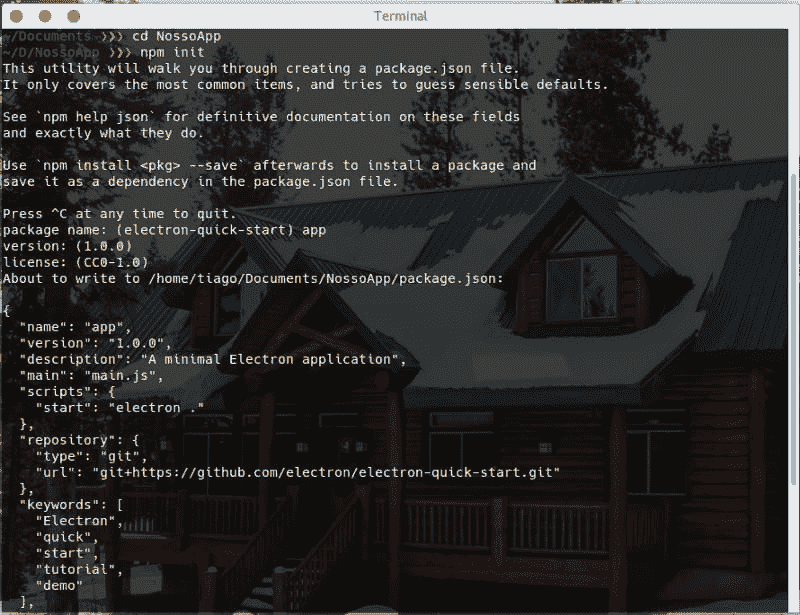 Terminal
~/Documents ❯❯❯ cd NossoApp
~/D/NossoApp ❯❯❯ npm init
This utility will walk you through creating a package.json file.
It only covers the most common items, and tries to guess sensible defaults.
See `npm help json` for definitive documentation on these fields
and exactly what they do.
Use `npm install <pkg> --save` afterwards to install a package and
save it as a dependency in the package.json file.
Press ^C at any time to quit.
package name: (electron-quick-start) app
version: (1.0.0)
license: (CC0-1.0)
About to write to /home/tiago/Documents/NossoApp/package.json:
{
  "name": "app",
  "version": "1.0.0",
  "description": "A minimal Electron application",
  "main": "main.js",
  "scripts": {
    "start": "electron ."
  },
  "repository": {
    "type": "git",
    "url": "git+https://github.com/electron/electron-quick-start.git"
  },
  "keywords": [
    "Electron",
    "quick",
    "start",
    "tutorial",
    "demo"
  ],